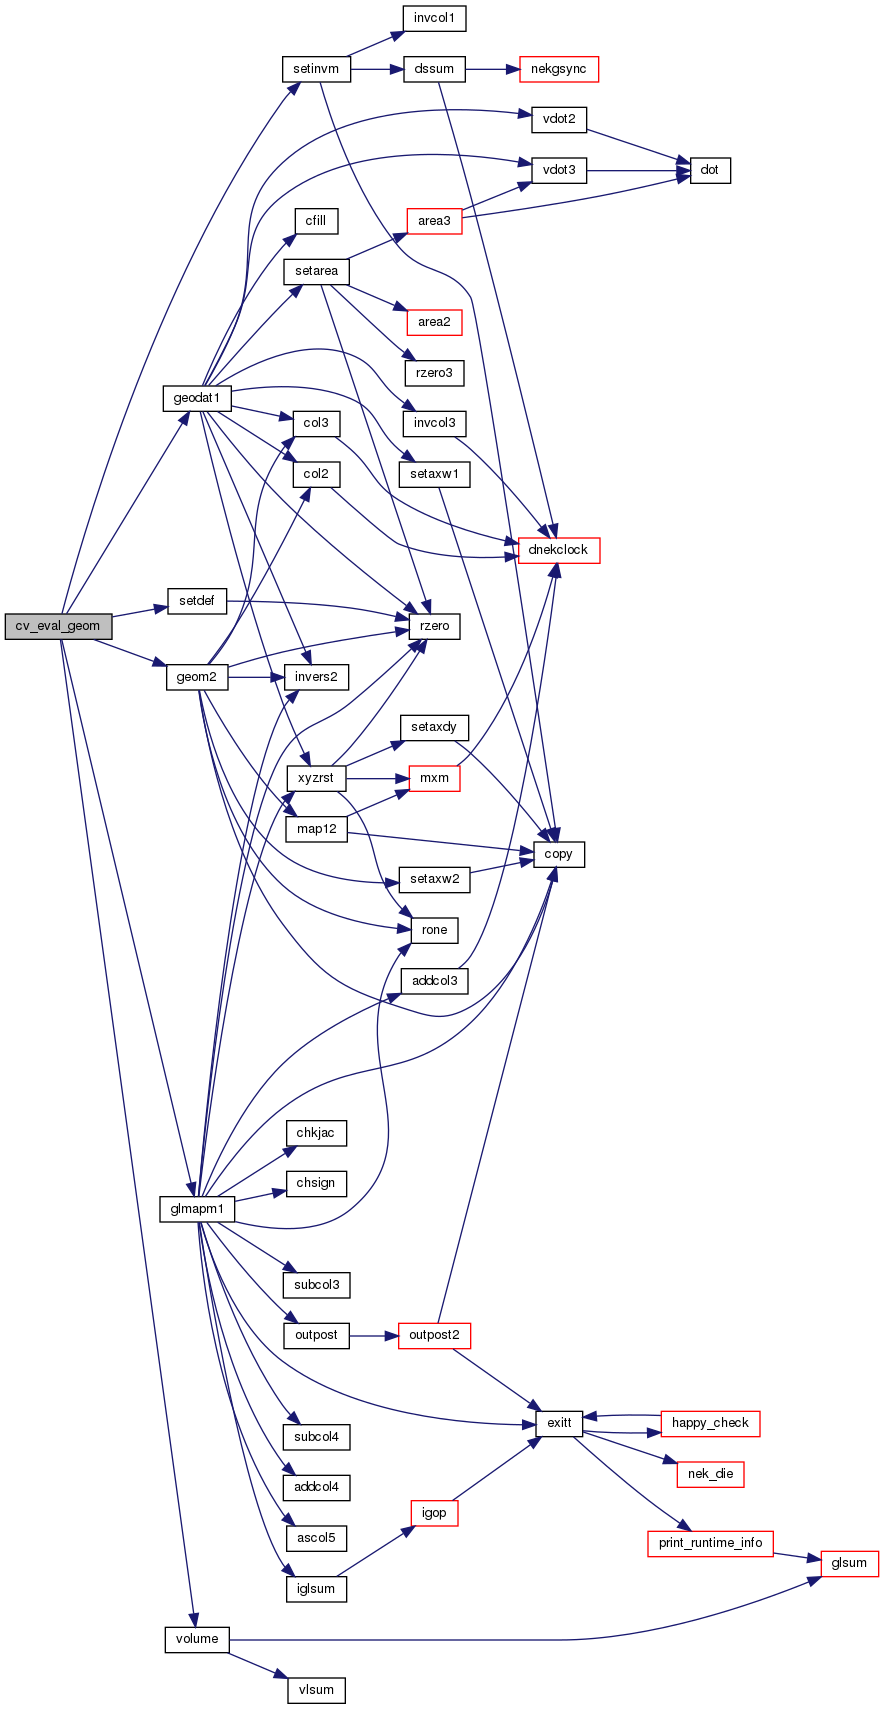 invcol1
setinvm
dssum
nekgsync
vdot2
vdot3
dot
cfill
area3
setarea
area2
rzero3
geodat1
col3
invcol3
col2
setaxw1
dnekclock
setdef
cv_eval_geom
rzero
geom2
invers2
setaxdy
xyzrst
mxm
map12
copy
setaxw2
rone
addcol3
chkjac
chsign
glmapm1
subcol3
outpost
outpost2
exitt
happy_check
subcol4
nek_die
addcol4
igop
ascol5
print_runtime_info
glsum
iglsum
volume
vlsum